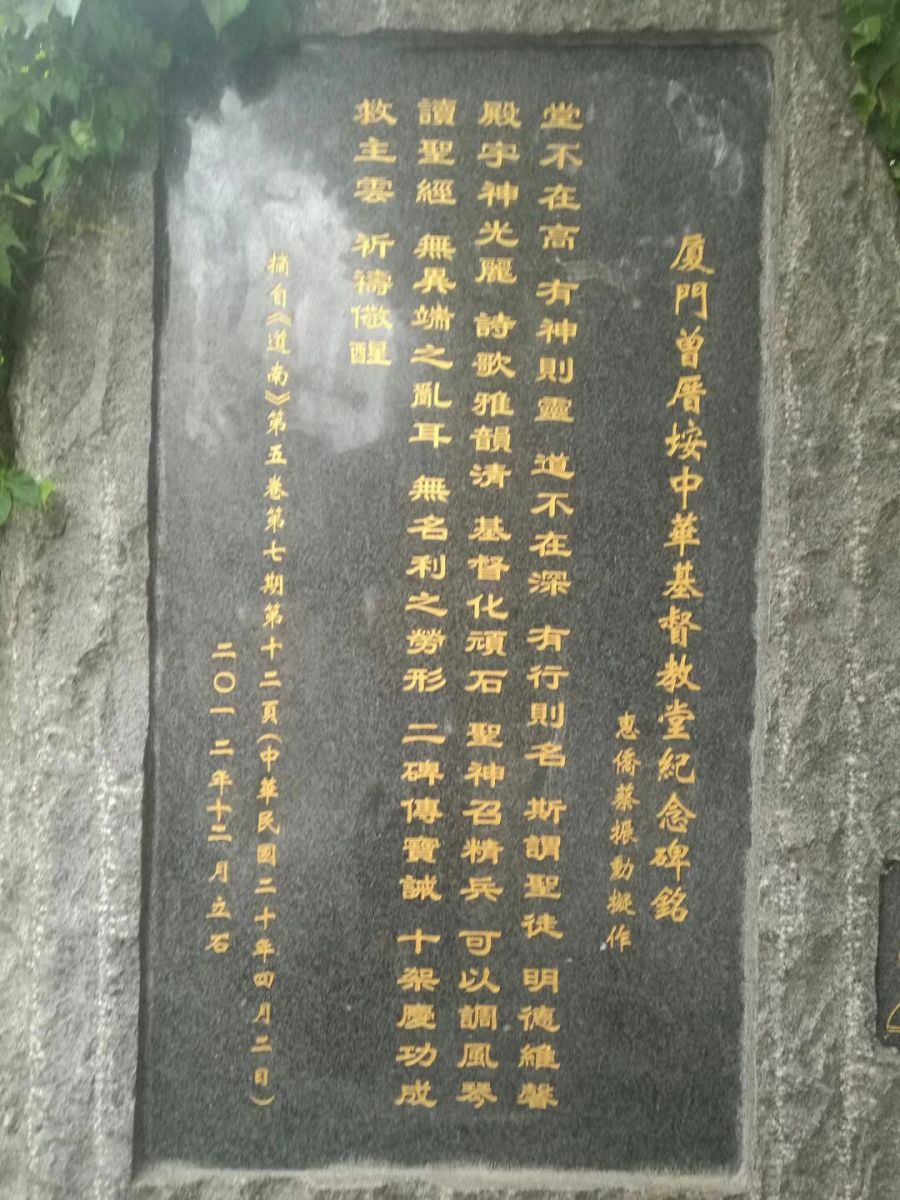 厦門曾厝垵中華基督教堂紀念碑銘
惠僑蔡振勳擬作
堂不在高 有神則靈 道不在深 有行則名 斯謂聖徒 明德維馨
殿宇神光麗 詩歌雅韻清 基督化頑石 聖神召精兵 可以調風琴
讀聖經 無異端之亂耳 無名利之勞形 二碑傳寶誡 十架慶功成
救主雲 祈禱儆醒
摘自《道南》第五卷第七期第十二頁(中華民國二十年四月二日)
二〇一二年十二月立石